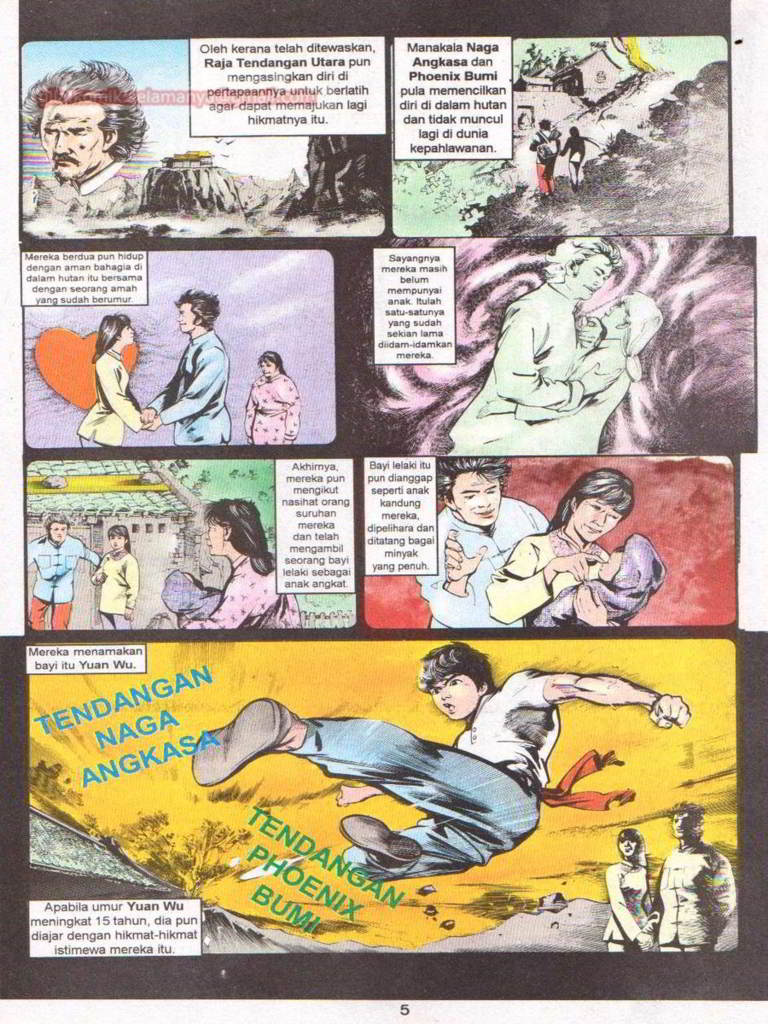 Oleh kerana telah ditewaskan,
Raja Tendangan Utara pun
mengasingkan diri di
pertapaannya untuk berlatih
agar dapat memajukan lagi
hikmatnya itu.
Manakala Naga
Angkasa dan
Phoenix Bumi
pula memencilkan
diri di dalam hutan
dan tidak muncul
lagi di dunia
kepahlawanan.
Mereka berdua pun hidup
dengan aman bahagia di
dalam hutan itu bersama
dengan seorang amah
yang sudah berumur.
Sayangnya
mereka masih
belum
mempunyai
anak. Itulah
satu-satunya
yang sudah
sekian lama
diidam-idamkan
mereka.
Akhirnya,
mereka pun
mengikut
nasihat orang
suruhan
mereka
dan telah
mengambil
seorang bayi
lelaki sebagai
anak angkat.
Bayi lelaki itu
pun dianggap
seperti anak
kandung
mereka,
dipelihara dan
ditatang bagai
minyak
yang penuh.
Mereka menamakan
bayi itu Yuan Wu.
TENDANGAN
NAGA
ANGKASA
TENDANGAN
PHOENIX
BUMI
Apabila umur Yuan Wu
meningkat 15 tahun, dia pun
diajar dengan hikmat-hikmat
istimewa mereka itu.
5